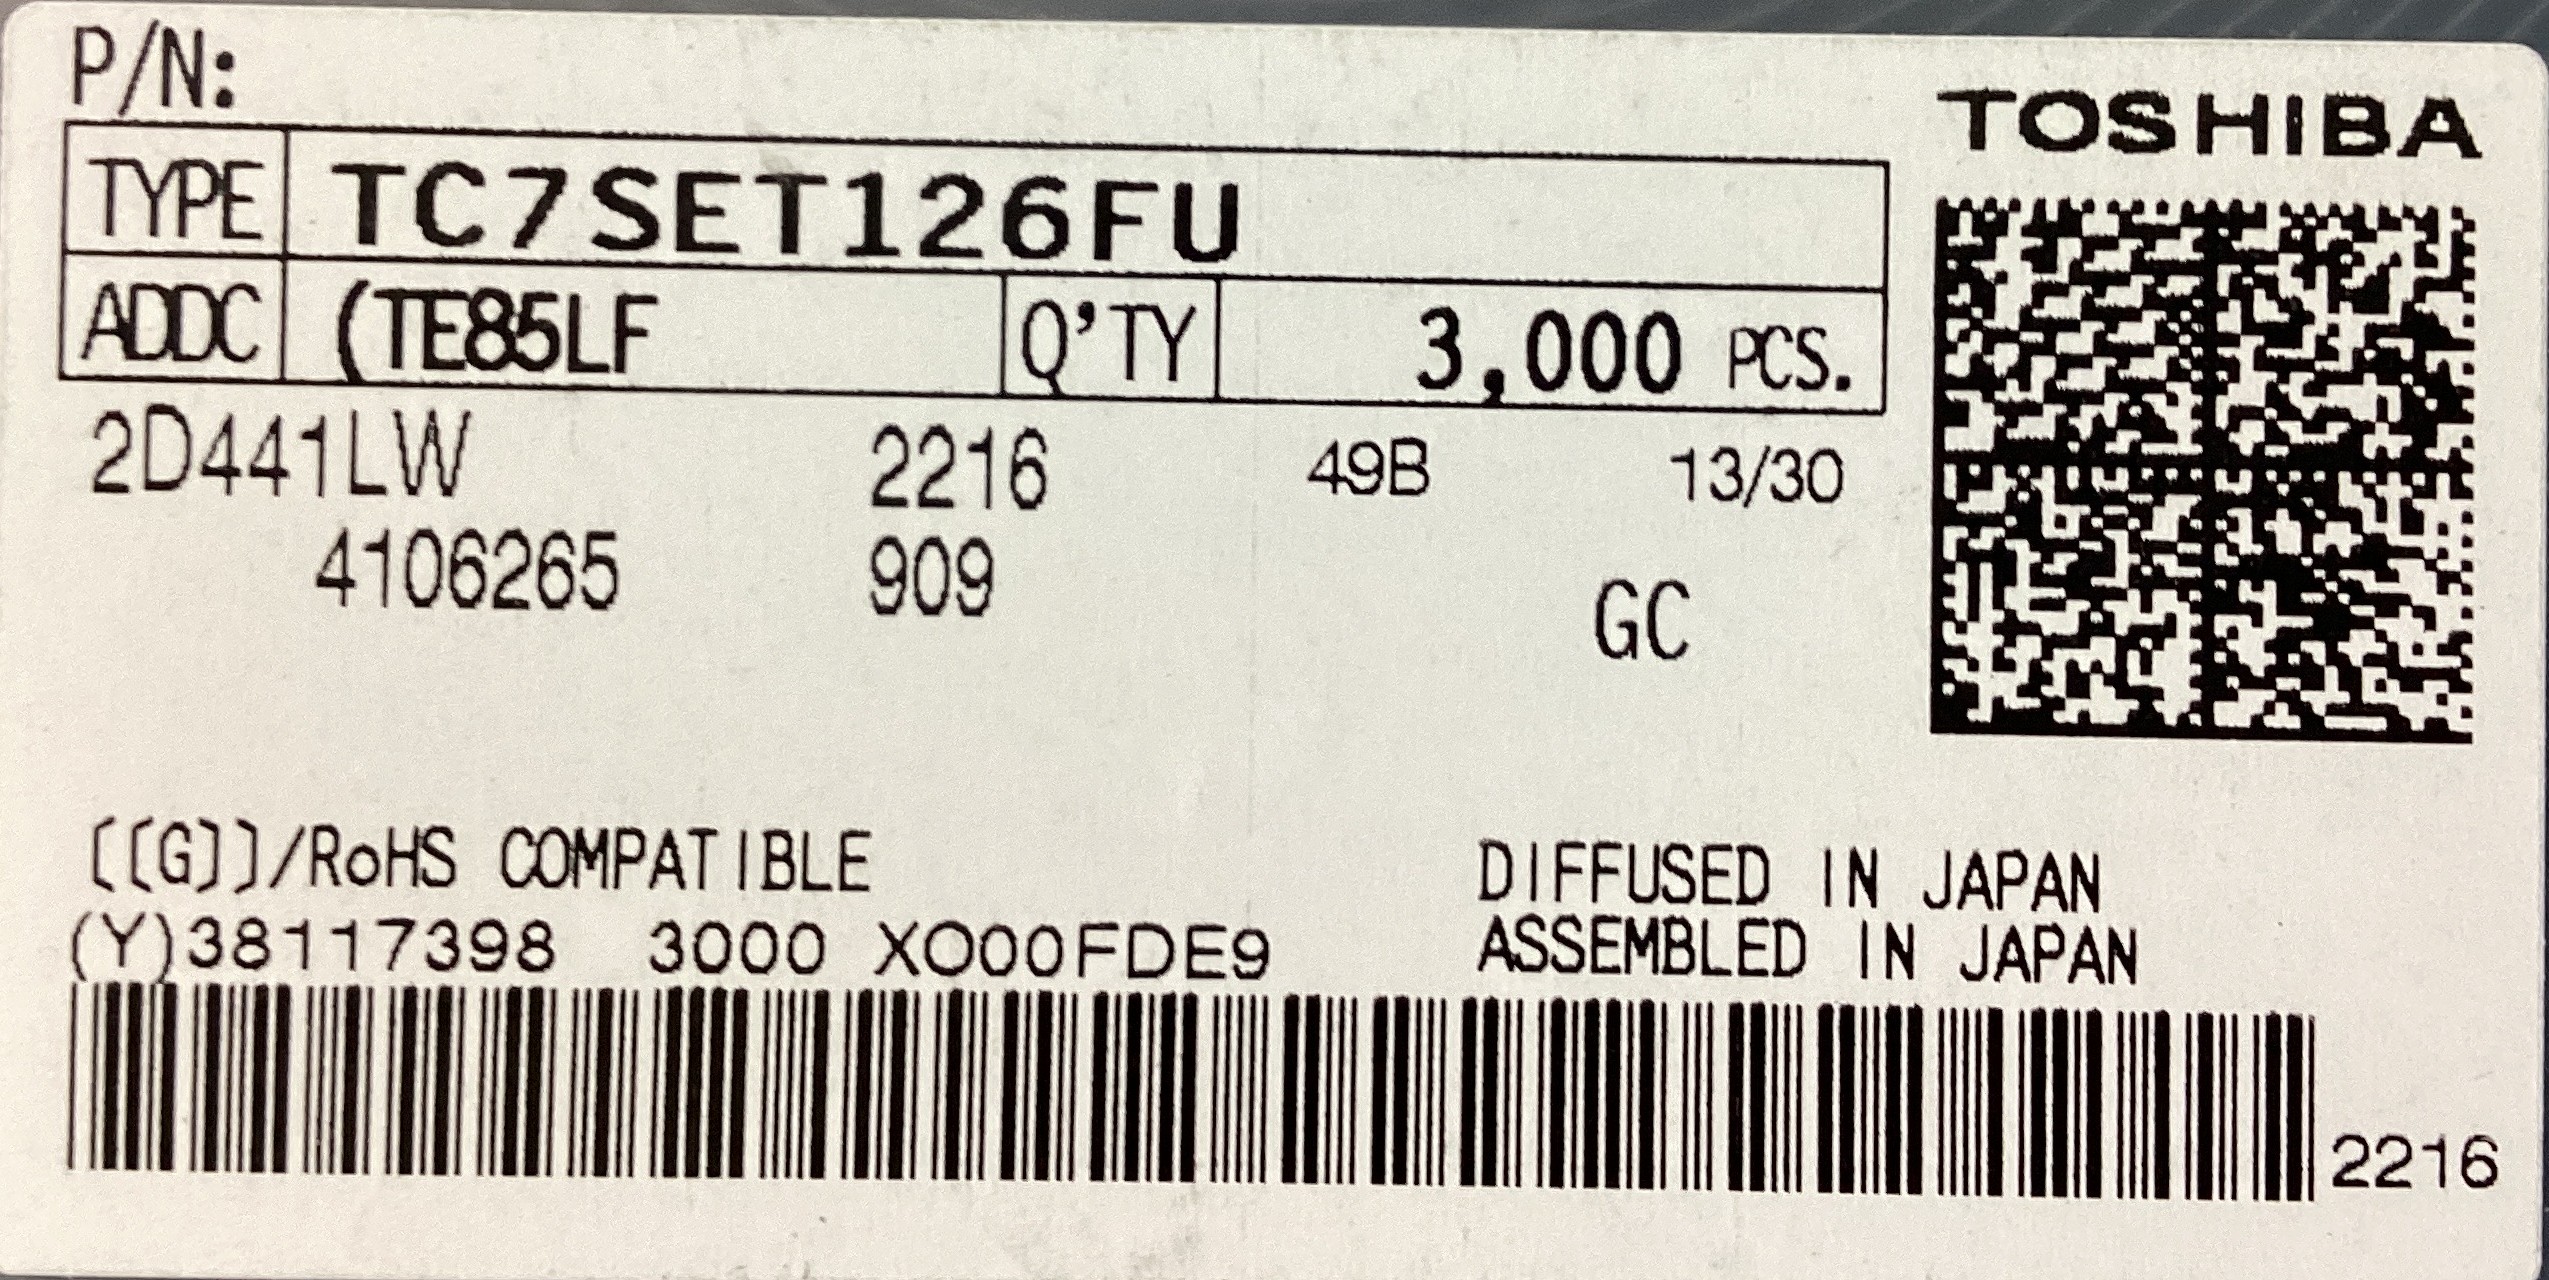 P/N:
TOSHIBA
TYPE TC7SET126FU
ADDC (TE85LF Q'TY 3,000 PCS.
2D441LW 2216 49B 13/30
4106265 909
GC
[[G]]/RoHS COMPATIBLE
DIFFUSED IN JAPAN
(Y)38117398 3000 XO00FDE9
ASSEMBLED IN JAPAN
2216